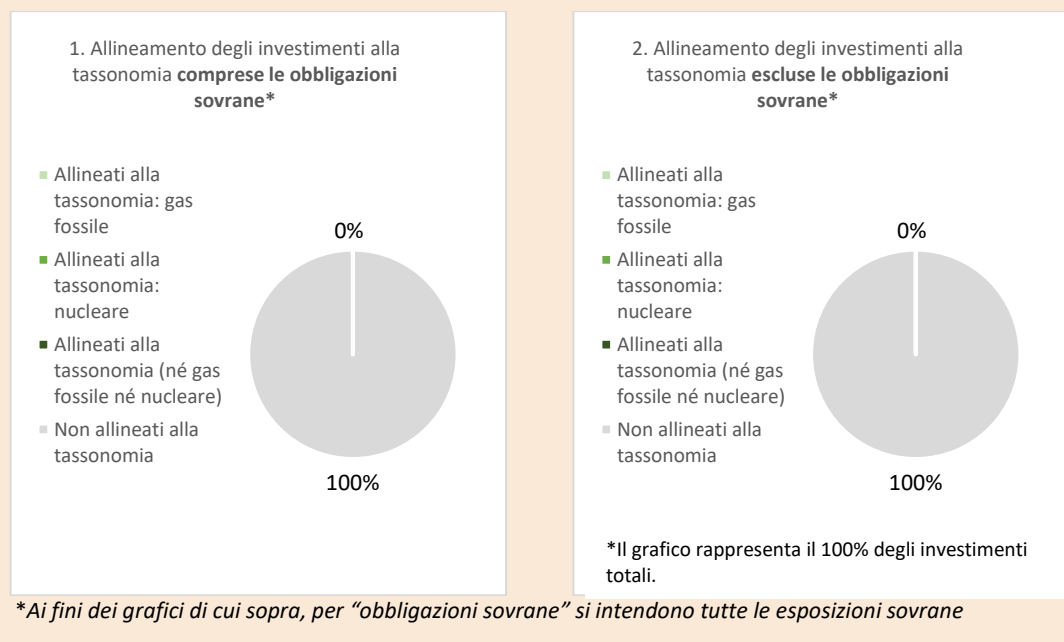 1. Allineamento degli investimenti alla
tassonomia comprese le obbligazioni
sovrane*
Allineati alla
tassonomia: gas
fossile
Allineati alla
tassonomia:
nucleare
Allineati alla
tassonomia (né gas
fossile né nucleare)
Non allineati alla
tassonomia
0%
100%
2. Allineamento degli investimenti alla
tassonomia escluse le obbligazioni
sovrane*
Allineati alla
tassonomia: gas
fossile
Allineati alla
tassonomia:
nucleare
Allineati alla
tassonomia (né gas
fossile né nucleare)
Non allineati alla
tassonomia
0%
100%
*Il grafico rappresenta il 100% degli investimenti
totali.
*Ai fini dei grafici di cui sopra, per “obbligazioni sovrane” si intendono tutte le esposizioni sovrane